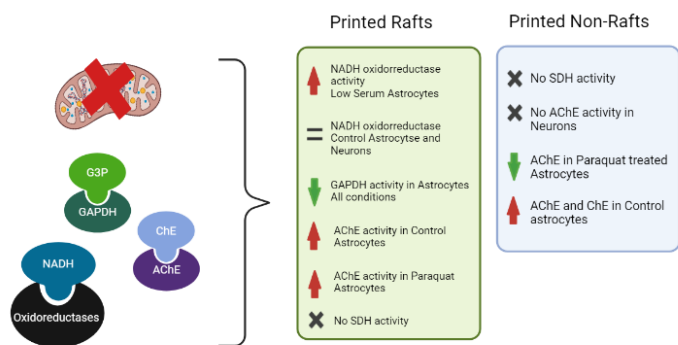 Printed Rafts
NADH oxidorreductase
activity
Low Serum Astrocytes
NADH oxidorreductase
Control Astrocytse and
Neurons
GAPDH activity in Astrocytes
All conditions
AChE activity in Control
Astrocytes
AChE activity in Paraquat
Astrocytes
No SDH activity
Printed Non-Rafts
No SDH activity
No AChE activity in
Neurons
AChE in Paraquat treated
Astrocytes
AChE and ChE in Control
astrocytes
G3P
GAPDH
ChE
AChE
NADH
Oxidoreductases